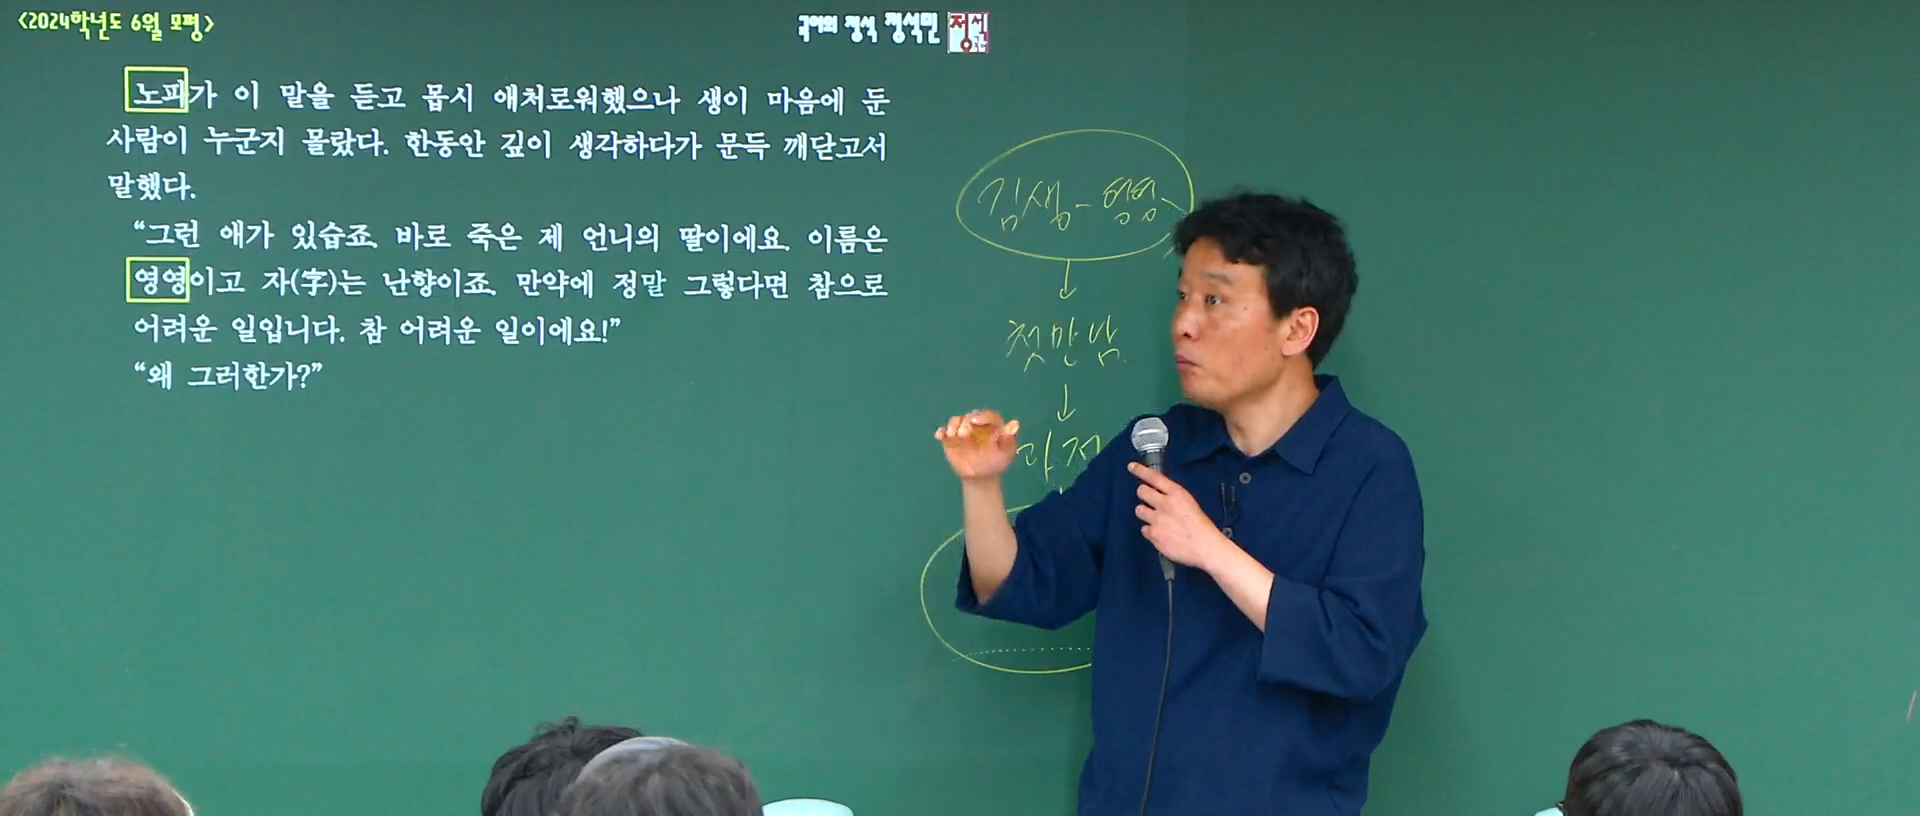 <2024학년도 6월 모평>
국어의 정석 정석민 정석국어
노파가 이 말을 듣고 몹시 애처로워했으나 생이 마음에 둔
사람이 누군지 몰랐다. 한동안 깊이 생각하다가 문득 깨닫고서
말했다.
“그런 애가 있습죠. 바로 죽은 제 언니의 딸이에요. 이름은
영영이고 자(字)는 난향이죠. 만약에 정말 그렇다면 참으로
어려운 일입니다. 참 어려운 일이에요!”
“왜 그러한가?”
김생 - 영영
↓
첫만남
↓
과정